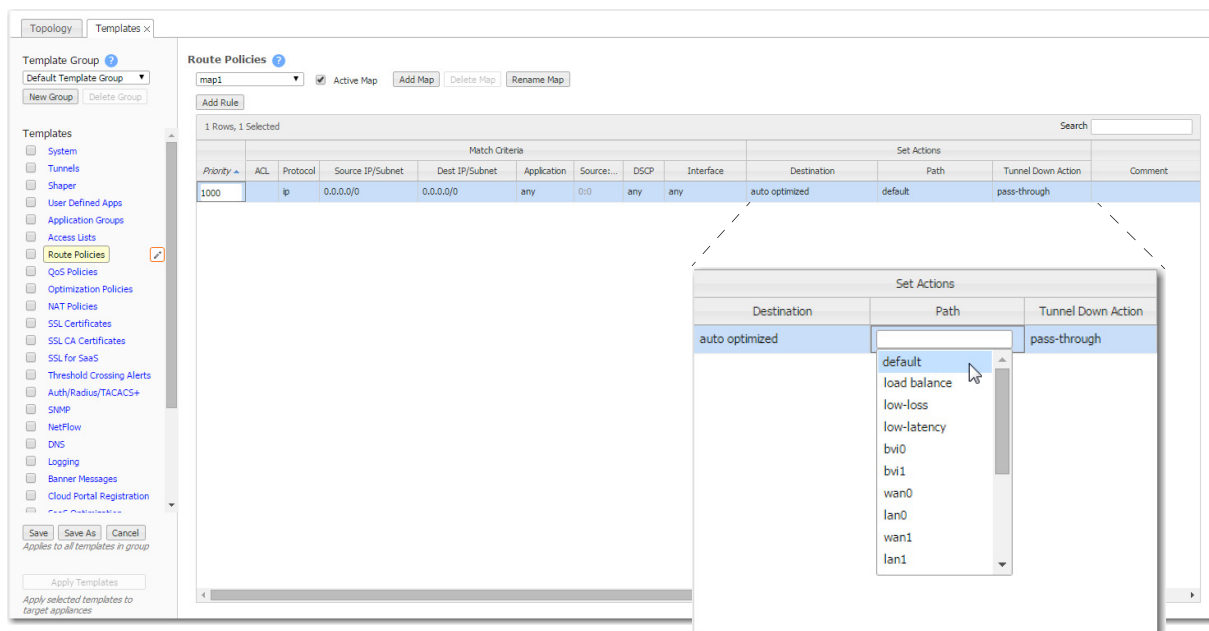 Topology Templates ×
Template Group ?
Default Template Group
New Group Delete Group
Templates
System
Tunnels
Shaper
User Defined Apps
Application Groups
Access Lists
Route Policies
QoS Policies
Optimization Policies
NAT Policies
SSL Certificates
SSL CA Certificates
SSL for SaaS
Threshold Crossing Alerts
Auth/Radius/TACACS+
SNMP
NetFlow
DNS
Logging
Banner Messages
Cloud Portal Registration
SaaS Optimization
Save Save As Cancel
Applies to all templates in group
Apply Templates
Apply selected templates to
target appliances
Route Policies ?
map1 Active Map Add Map Delete Map Rename Map
Add Rule
1 Rows, 1 Selected Search
Match Criteria Set Actions
Priority ACL Protocol Source IP/Subnet Dest IP/Subnet Application Source:... DSCP Interface Destination Path Tunnel Down Action Comment
1000 ip 0.0.0.0/0 0.0.0.0/0 any 0:0 any any auto optimized default pass-through
Set Actions
Destination Path Tunnel Down Action
auto optimized pass-through
default
load balance
low-loss
low-latency
bvi0
bvi1
wan0
lan0
wan1
lan1